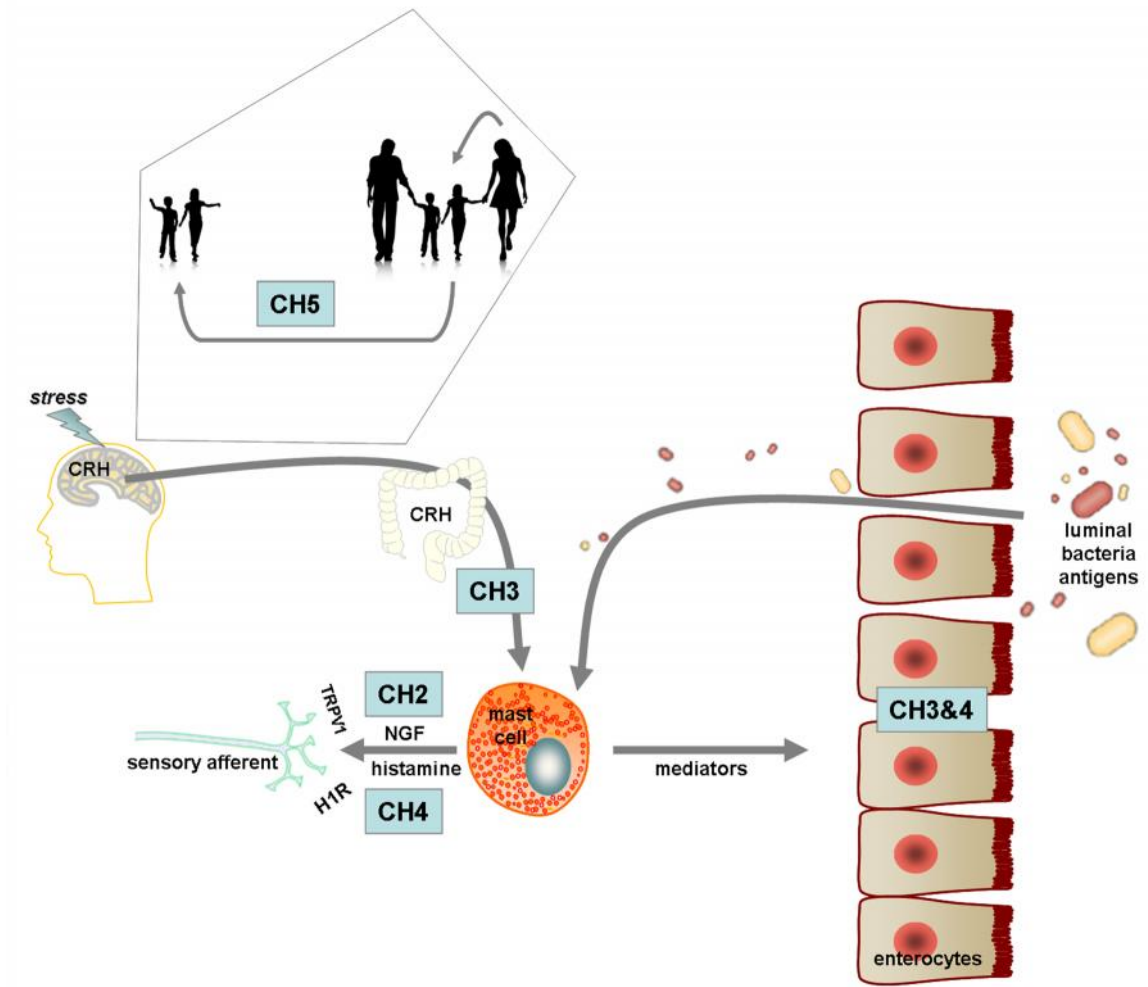 CH5
stress
CRH
CRH
luminal
bacteria
antigens
CH3
TRPV1
CH2
NGF
mast
cell
CH3&4
sensory afferent
histamine
mediators
H1R
CH4
enterocytes